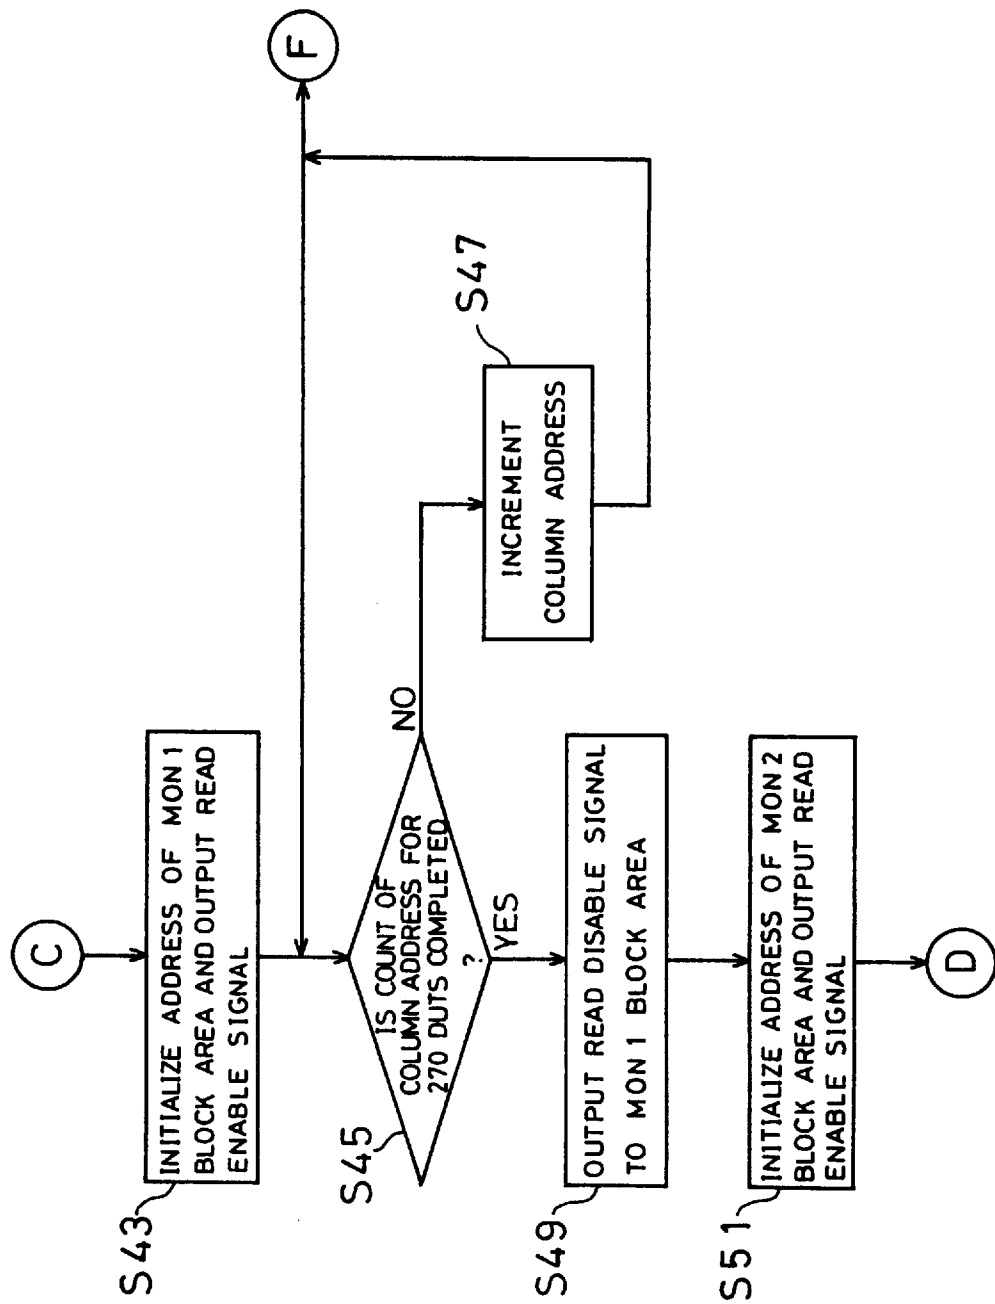 C
S43
INITIALIZE ADDRESS OF MON 1
BLOCK AREA AND OUTPUT READ
ENABLE SIGNAL
F
S45
IS COUNT OF
COLUMN ADDRESS FOR
270 DUTS COMPLETED
?
NO
YES
S47
INCREMENT
COLUMN ADDRESS
S49
OUTPUT READ DISABLE SIGNAL
TO MON 1 BLOCK AREA
S51
INITIALIZE ADDRESS OF MON 2
BLOCK AREA AND OUTPUT READ
ENABLE SIGNAL
D